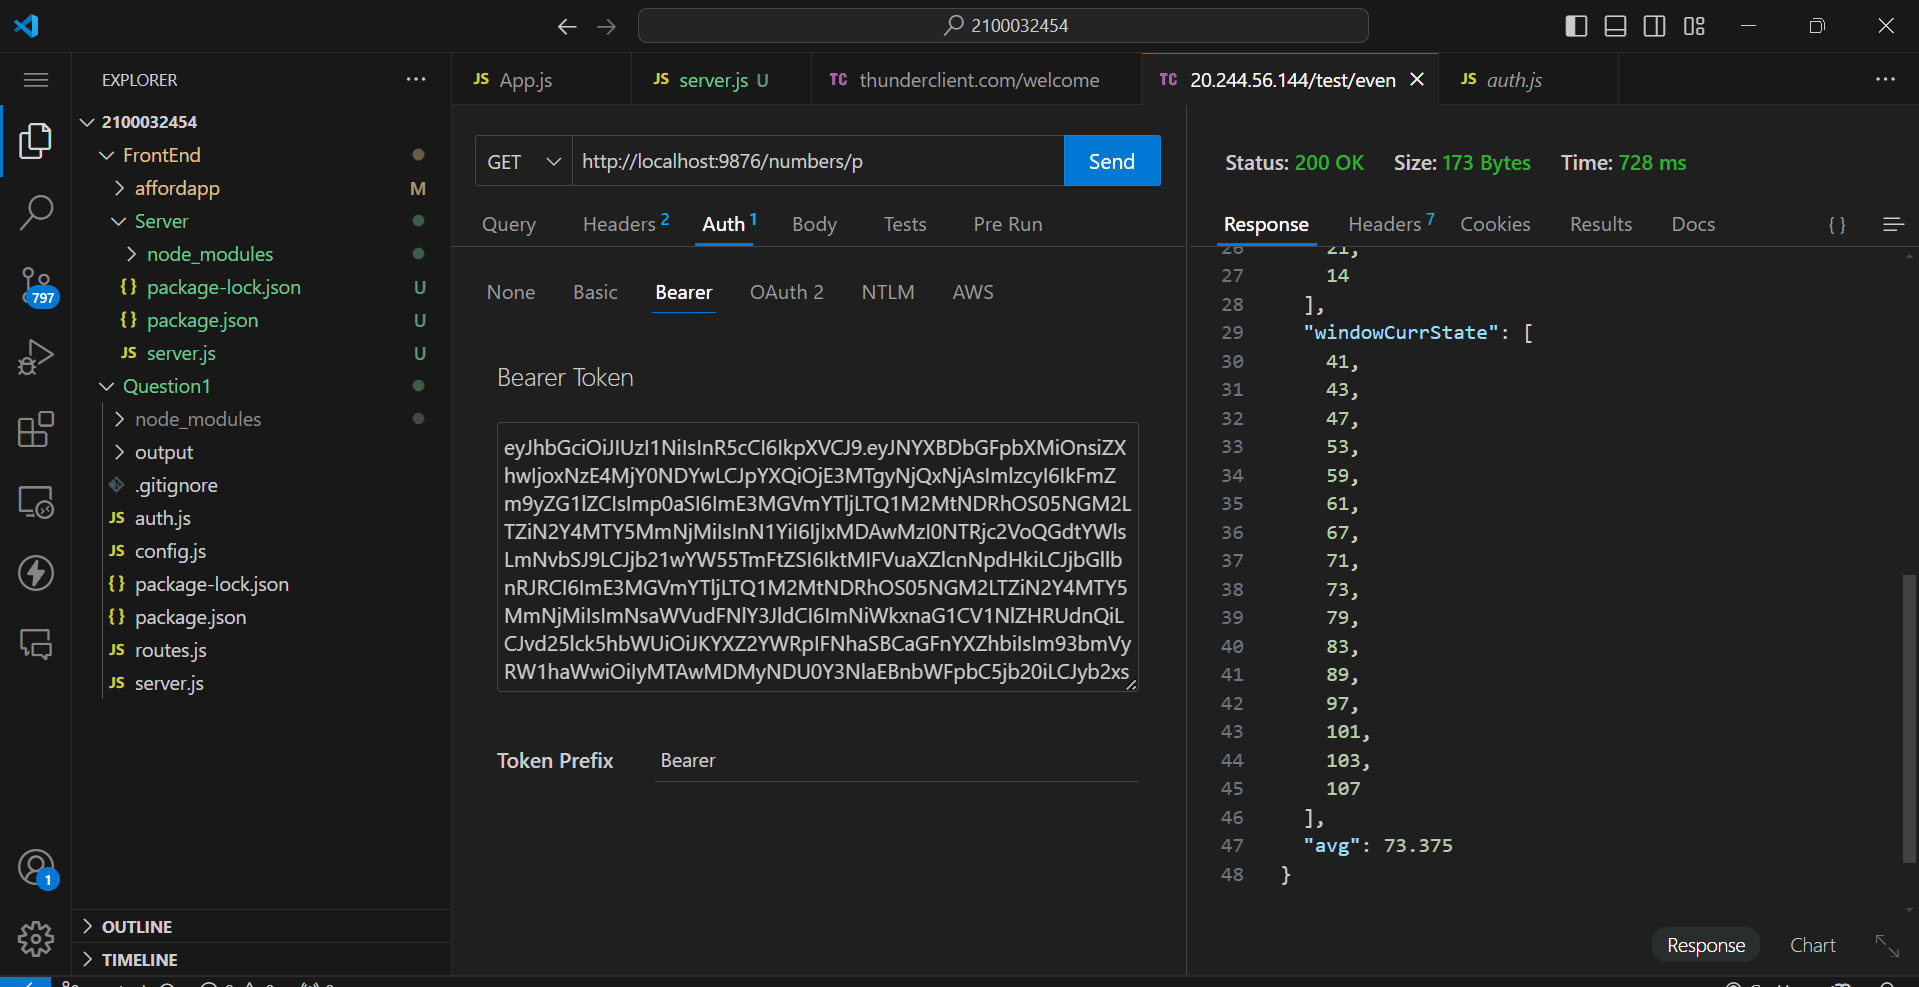 2100032454
EXPLORER
App.js
server.js U
thunderclient.com/welcome
20.244.56.144/test/even
auth.js
2100032454
FrontEnd
affordapp M
Server
node_modules
package-lock.json U
package.json U
server.js U
Question1
node_modules
output
.gitignore
auth.js
config.js
package-lock.json
package.json
routes.js
server.js
OUTLINE
TIMELINE
797
1
GET
http://localhost:9876/numbers/p
Send
Query Headers 2 Auth 1 Body Tests Pre Run
None Basic Bearer OAuth 2 NTLM AWS
Bearer Token
Token Prefix Bearer
Status: 200 OK Size: 173 Bytes Time: 728 ms
Response Headers 7 Cookies Results Docs { }
26 21,
27 14
28 ],
29 "windowCurrState": [
30 41,
31 43,
32 47,
33 53,
34 59,
35 61,
36 67,
37 71,
38 73,
39 79,
40 83,
41 89,
42 97,
43 101,
44 103,
45 107
46 ],
47 "avg": 73.375
48 }
Response Chart